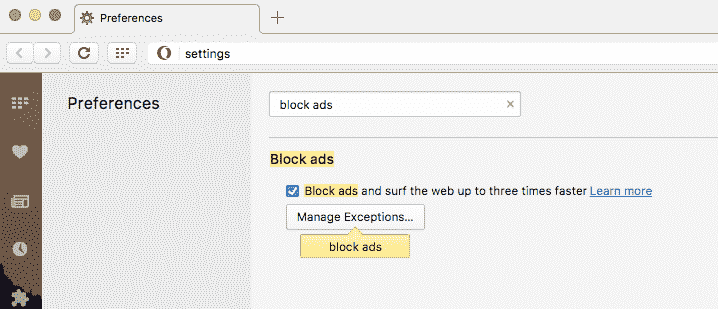 Preferences
settings
Preferences
block ads
Block ads
Block ads and surf the web up to three times faster Learn more
Manage Exceptions...
block ads